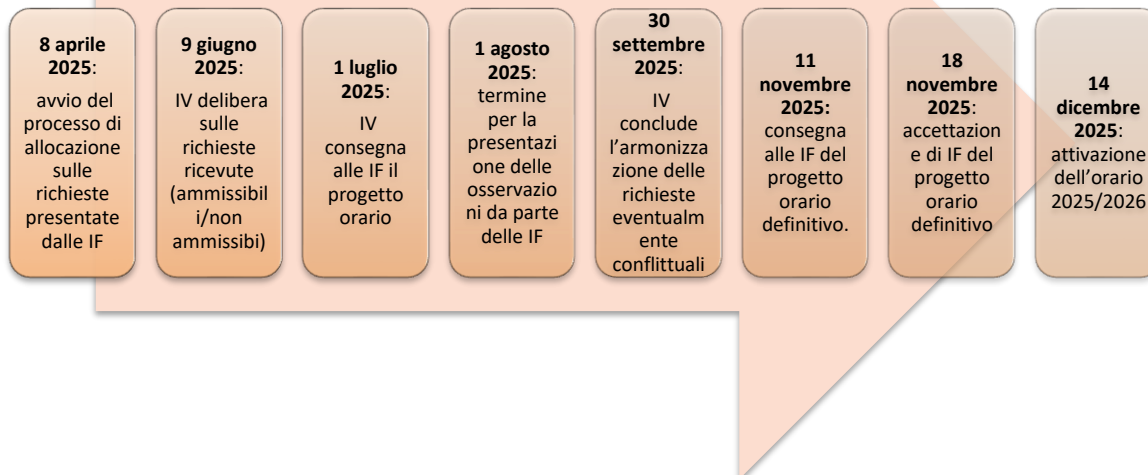 8 aprile
2025:
avvio del
processo di
allocazione
sulle
richieste
presentate
dalle IF
9 giugno
2025:
IV delibera
sulle
richieste
ricevute
(ammissibil
i/non
ammissibi)
1 luglio
2025:
IV
consegna
alle IF il
progetto
orario
1 agosto
2025:
termine
per la
presentazi
one delle
osservazio
ni da parte
delle IF
30
settembre
2025:
IV
conclude
l’armonizza
zione delle
richieste
eventualm
ente
conflittuali
11
novembre
2025:
consegna
alle IF del
progetto
orario
definitivo.
18
novembre
2025:
accettazion
e di IF del
progetto
orario
definitivo
14
dicembre
2025:
attivazione
dell’orario
2025/2026